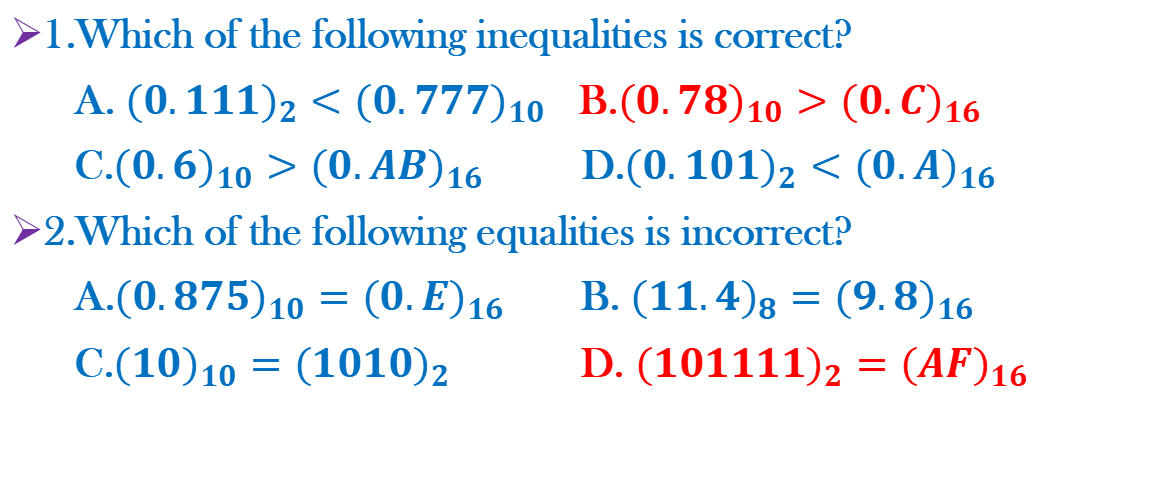 ➢1.Which of the following inequalities is correct?
A. (0.111)₂ < (0.777)₁₀ B.(0.78)₁₀ > (0.C)₁₆
C.(0.6)₁₀ > (0.AB)₁₆ D.(0.101)₂ < (0.A)₁₆
➢2.Which of the following equalities is incorrect?
A.(0.875)₁₀ = (0.E)₁₆ B. (11.4)₈ = (9.8)₁₆
C.(10)₁₀ = (1010)₂ D. (101111)₂ = (AF)₁₆